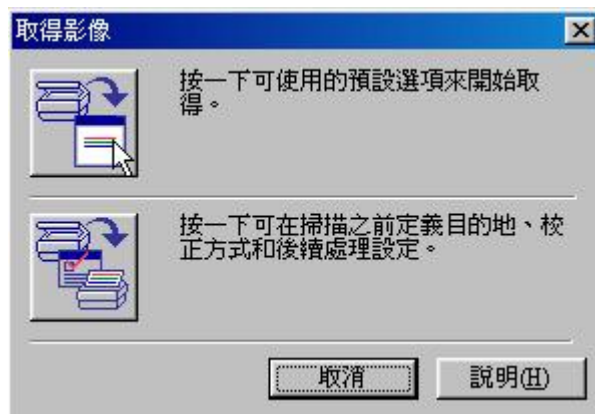 取得影像
按一下可使用的預設選項來開始取
得。
按一下可在掃描之前定義目的地、校
正方式和後續處理設定。
取消
說明(H)